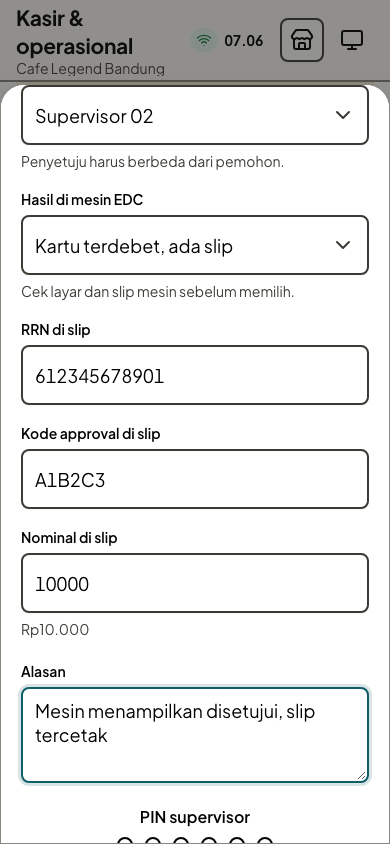 Kasir &
operasional
Cafe Legend Bandung
07.06
Supervisor 02
Penyetuju harus berbeda dari pemohon.
Hasil di mesin EDC
Kartu terdebet, ada slip
Cek layar dan slip mesin sebelum memilih.
RRN di slip
612345678901
Kode approval di slip
A1B2C3
Nominal di slip
10000
Rp10.000
Alasan
Mesin menampilkan disetujui, slip
tercetak
PIN supervisor